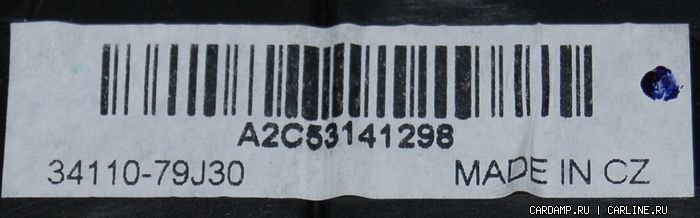 A2C53141298
34110-79J30 MADE IN CZ
CARDAMP.RU | CARLINE.RU